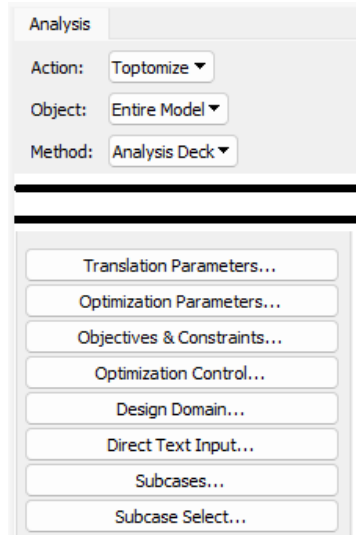 Analysis
Action: Toptomize
Object: Entire Model
Method: Analysis Deck
Translation Parameters...
Optimization Parameters...
Objectives & Constraints...
Optimization Control...
Design Domain...
Direct Text Input...
Subcases...
Subcase Select...